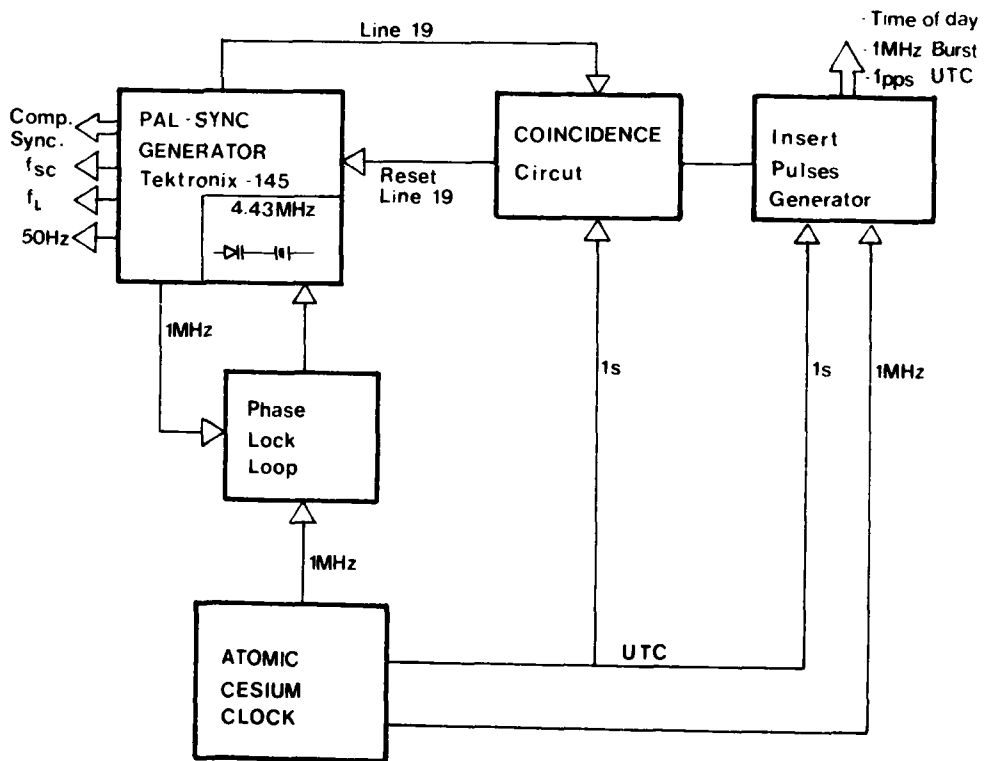 Line 19
- Time of day
- 1MHz Burst
- 1pps UTC
Comp.
Sync.
fsc
fL
50Hz
PAL-SYNC
GENERATOR
Tektronix -145
4.43MHz
Reset
Line 19
COINCIDENCE
Circut
Insert
Pulses
Generator
1MHz
1s
1s
1MHz
Phase
Lock
Loop
1MHz
ATOMIC
CESIUM
CLOCK
UTC